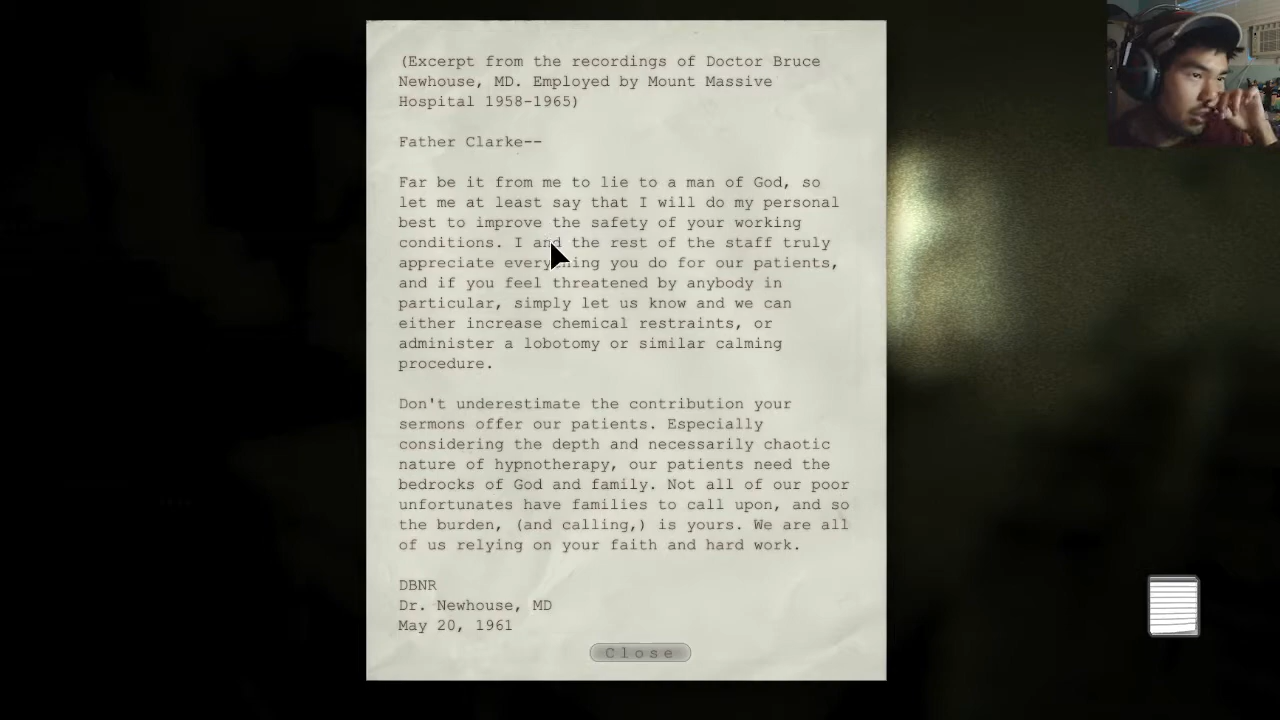 (Excerpt from the recordings of Doctor Bruce
Newhouse, MD. Employed by Mount Massive
Hospital 1958-1965)
Father Clarke--
Far be it from me to lie to a man of God, so
let me at least say that I will do my personal
best to improve the safety of your working
conditions. I and the rest of the staff truly
appreciate everything you do for our patients,
and if you feel threatened by anybody in
particular, simply let us know and we can
either increase chemical restraints, or
administer a lobotomy or similar calming
procedure.
Don't underestimate the contribution your
sermons offer our patients. Especially
considering the depth and necessarily chaotic
nature of hypnotherapy, our patients need the
bedrocks of God and family. Not all of our poor
unfortunates have families to call upon, and so
the burden, (and calling,) is yours. We are all
of us relying on your faith and hard work.
DBNR
Dr. Newhouse, MD
May 20, 1961
Close